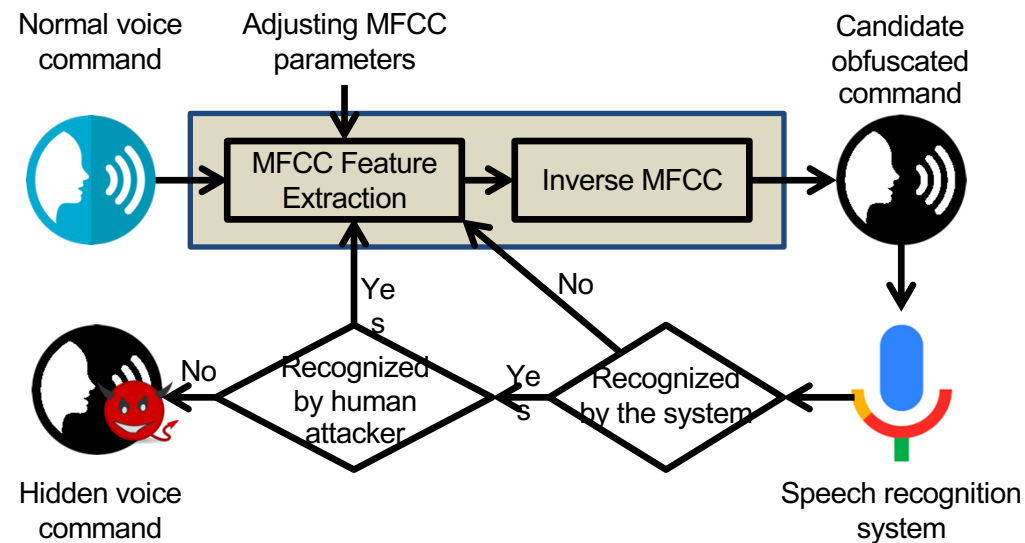 Normal voice
command
Adjusting MFCC
parameters
Candidate
obfuscated
command
MFCC Feature
Extraction
Inverse MFCC
Ye
s
No
No
Recognized
by human
attacker
Ye
s
Recognized
by the system
Hidden voice
command
Speech recognition
system